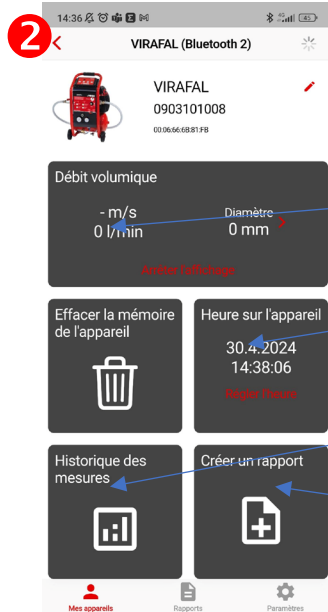 2
14:36
45
VIRAFAL (Bluetooth 2)
VIRAFAL
0903101008
00:06:66:6B:81:FB
Débit volumique
- m/s
0 l/min
Diamètre
0 mm
Arrêter l'affichage
Effacer la mémoire
de l'appareil
Heure sur l'appareil
30.4.2024
14:38:06
Régler l'heure
Historique des
mesures
Créer un rapport
Mes appareils
Rapports
Paramètres